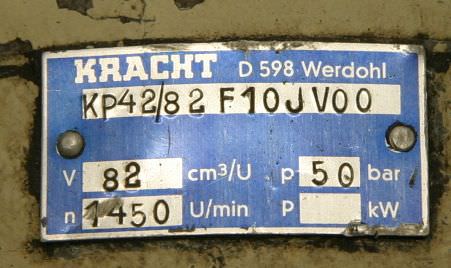 KRACHT D 598 Werdohl
KP42/82 F10JV00
V 82 cm³/U p 50 bar
n 1450 U/min P kW